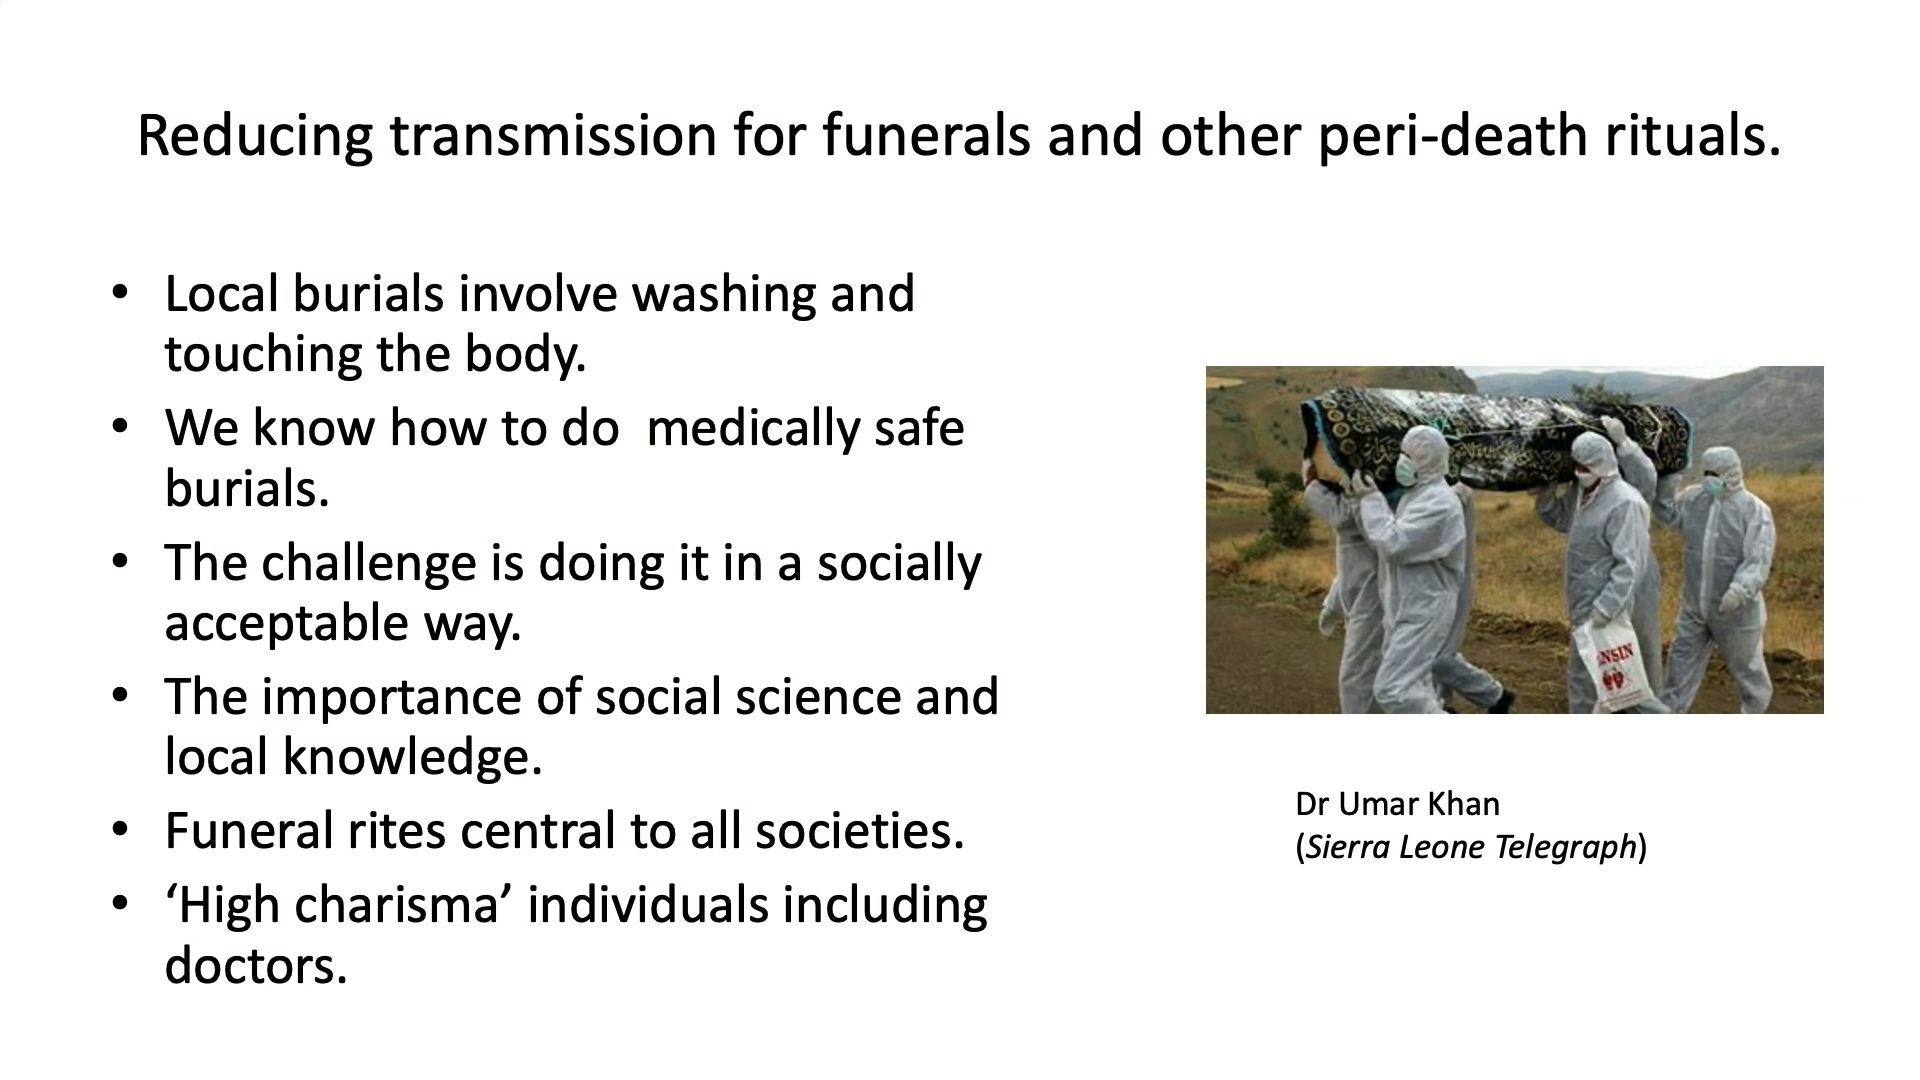 Reducing transmission for funerals and other peri-death rituals.
• Local burials involve washing and
touching the body.
• We know how to do  medically safe
burials.
• The challenge is doing it in a socially
acceptable way.
• The importance of social science and
local knowledge.
• Funeral rites central to all societies.
• ‘High charisma’ individuals including
doctors.
NSIN
Dr Umar Khan
(Sierra Leone Telegraph)